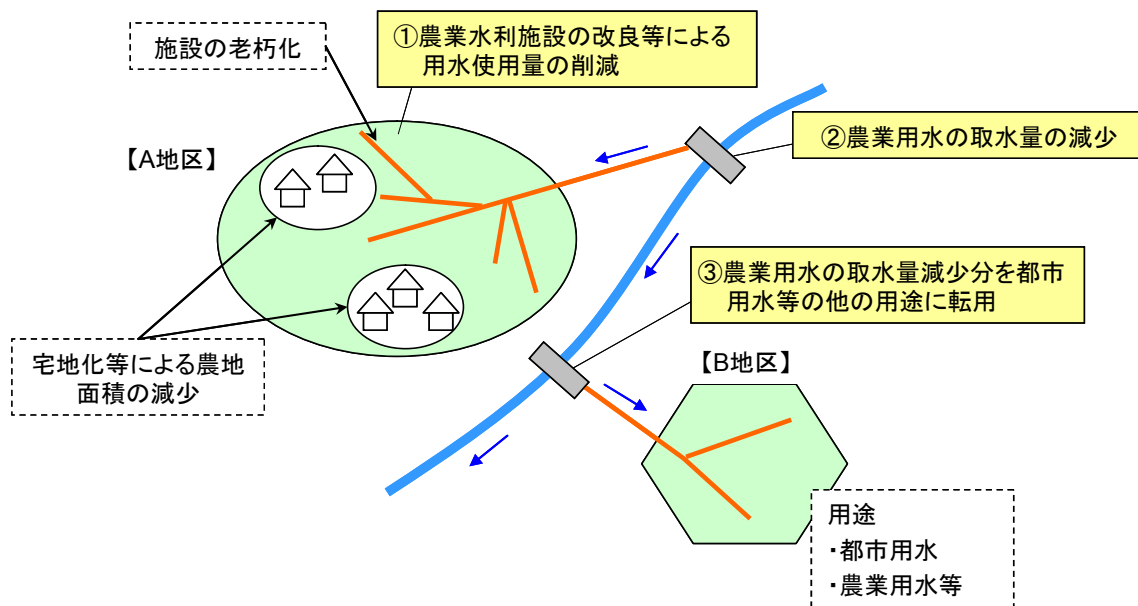 施設の老朽化
①農業水利施設の改良等による
用水使用量の削減
【A地区】
②農業用水の取水量の減少
③農業用水の取水量減少分を都市
用水等の他の用途に転用
宅地化等による農地
面積の減少
【B地区】
用途
・都市用水
・農業用水等